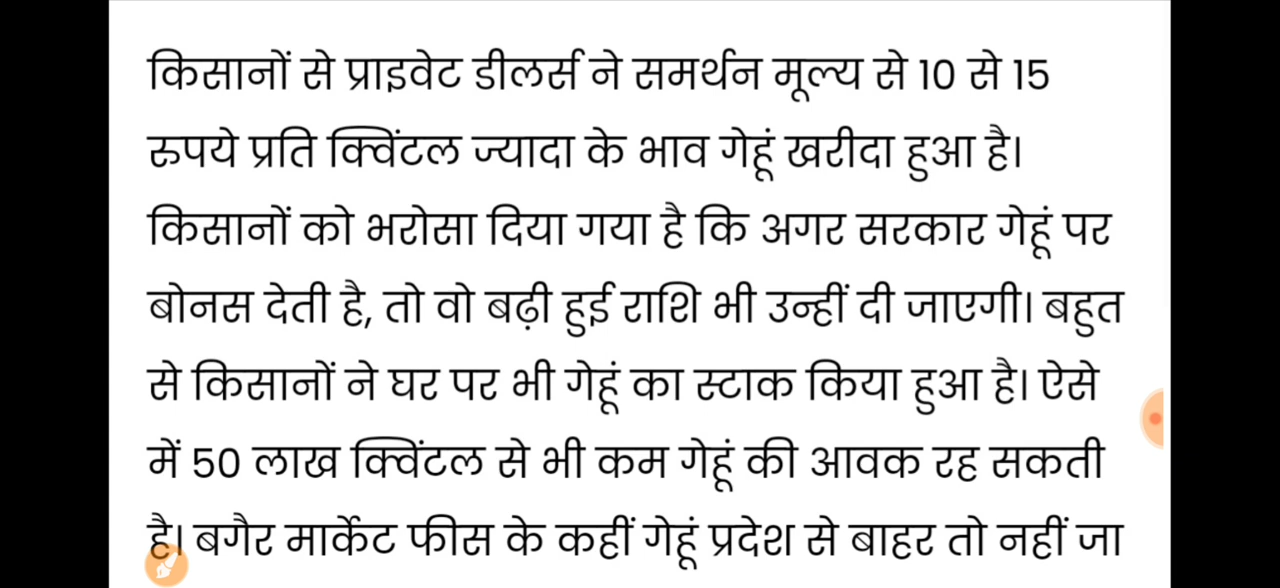 किसानों से प्राइवेट डीलर्स ने समर्थन मूल्य से 10 से 15
रुपये प्रति क्विंटल ज्यादा के भाव गेहूं खरीदा हुआ है।
किसानों को भरोसा दिया गया है कि अगर सरकार गेहूं पर
बोनस देती है, तो वो बढ़ी हुई राशि भी उन्हीं दी जाएगी। बहुत
से किसानों ने घर पर भी गेहूं का स्टाक किया हुआ है। ऐसे
में 50 लाख क्विंटल से भी कम गेहूं की आवक रह सकती
है। बगैर मार्केट फीस के कहीं गेहूं प्रदेश से बाहर तो नहीं जा